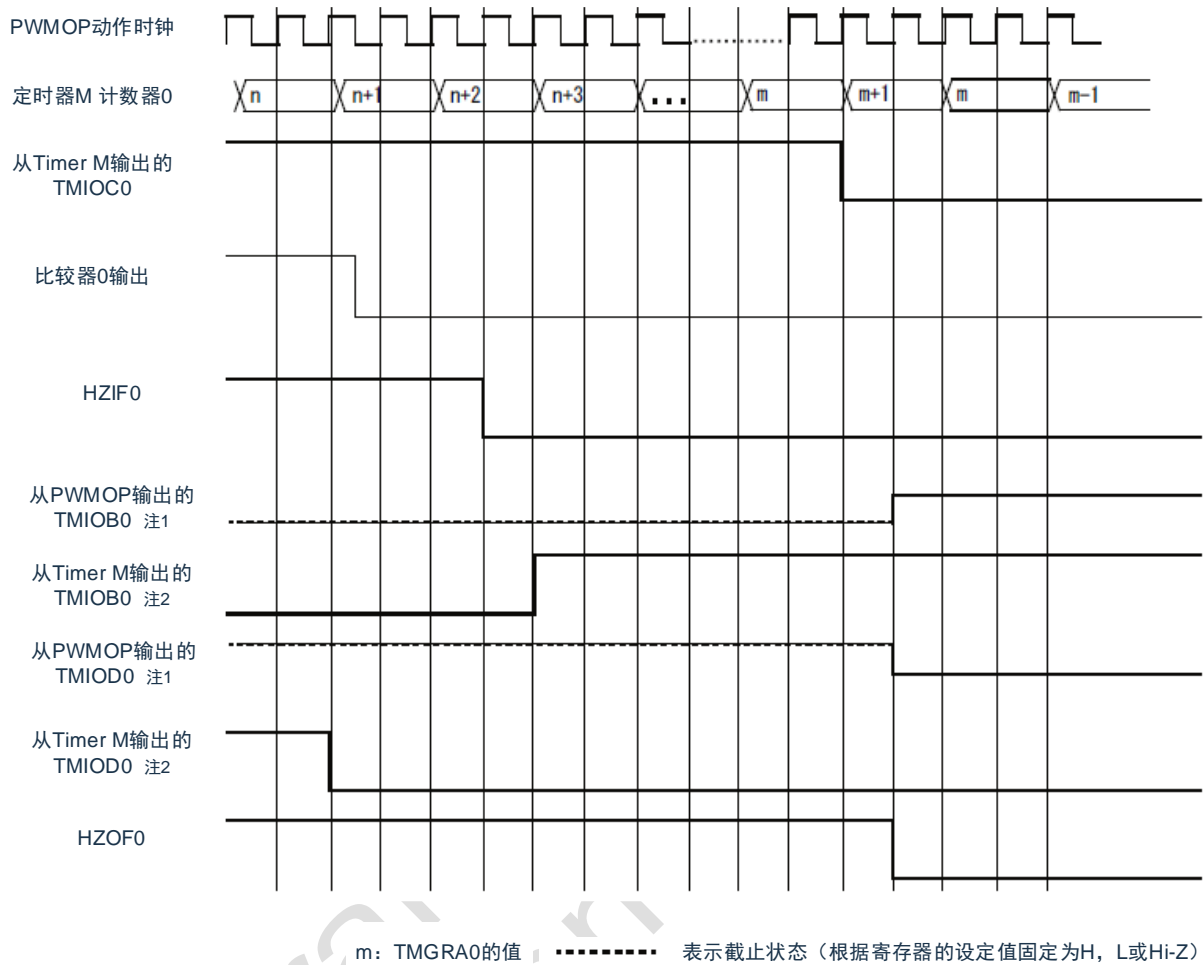 PWMOP动作时钟
定时器M 计数器0
n
n+1
n+2
n+3
...
m
m+1
m
m-1
从Timer M输出的
TMIOC0
比较器0输出
HZIF0
从PWMOP输出的
TMIOB0 注1
从Timer M输出的
TMIOB0 注2
从PWMOP输出的
TMIOD0 注1
从Timer M输出的
TMIOD0 注2
HZOF0
m：TMGRA0的值
表示截止状态（根据寄存器的设定值固定为H，L或Hi-Z）